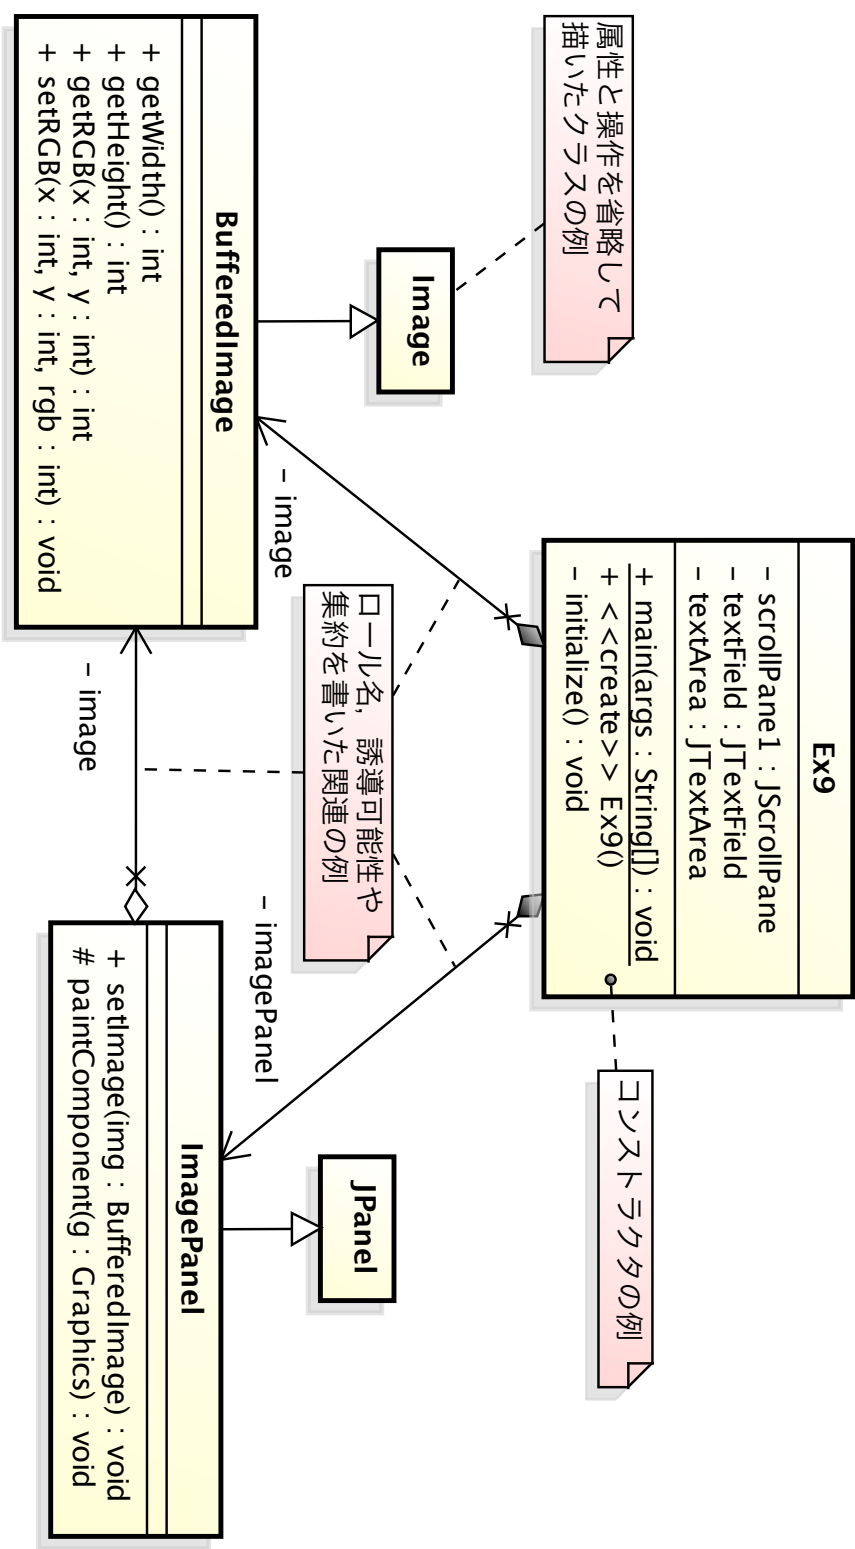 属性と操作を省略して
描いたクラスの例
Image
BufferedImage
+ getWidth() : int
+ getHeight() : int
+ getRGB(x : int, y : int) : int
+ setRGB(x : int, y : int, rgb : int) : void
Ex9
- scrollPane1 : JScrollPane
- textField : JTextField
- textArea : JTextArea
+ main(args : String[]) : void
+ <<create>> Ex9()
- initialize() : void
コンストラクタの例
- image
ロール名，誘導可能性や
集約を書いた関連の例
- imagePanel
- image
JPanel
ImagePanel
+ setImage(img : BufferedImage) : void
# paintComponent(g : Graphics) : void